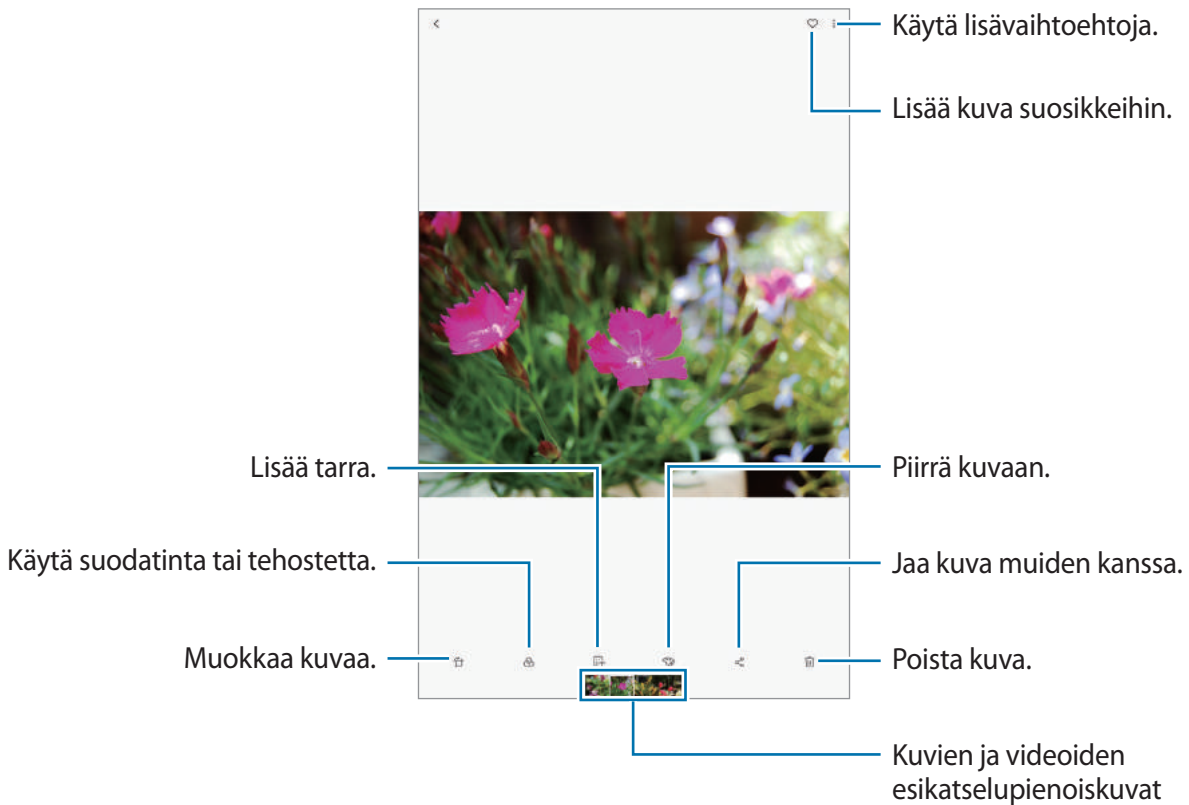 Käytä lisävaihtoehtoja.
Lisää kuva suosikkeihin.
Lisää tarra.
Piirrä kuvaan.
Käytä suodatinta tai tehostetta.
Jaa kuva muiden kanssa.
Muokkaa kuvaa.
Poista kuva.
Kuvien ja videoiden
esikatselupienoiskuvat